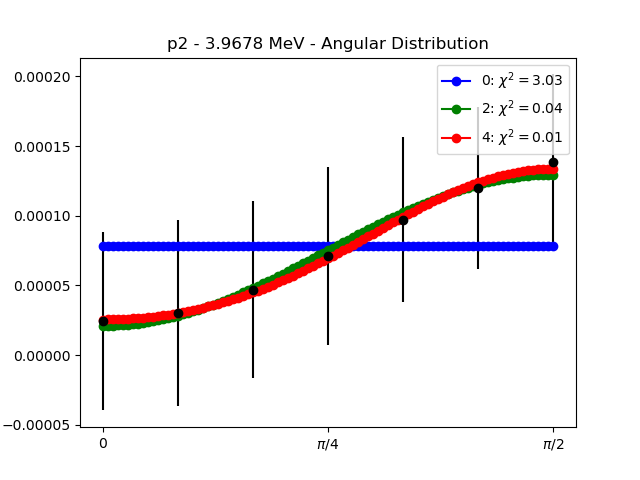 p2 - 3.9678 MeV - Angular Distribution
0.00020
0.00015
0.00010
0.00005
0.00000
−0.00005
0: χ² = 3.03
2: χ² = 0.04
4: χ² = 0.01
0
π/4
π/2